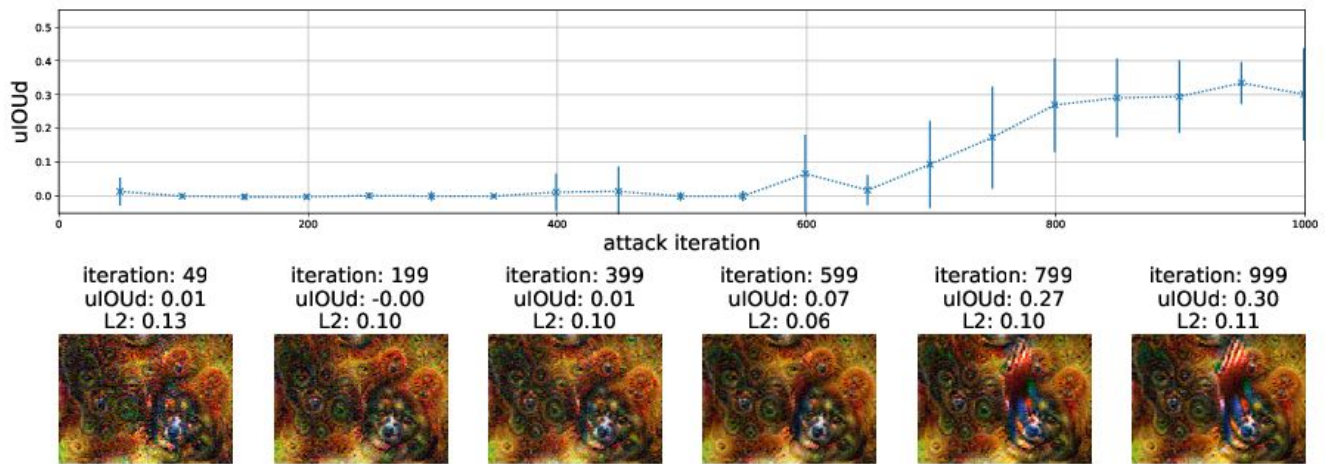 0.5
0.4
0.3
0.2
0.1
0.0
uIOUd
0 200 400 600 800 1000
attack iteration
iteration: 49 iteration: 199 iteration: 399 iteration: 599 iteration: 799 iteration: 999
uIOUd: 0.01 uIOUd: -0.00 uIOUd: 0.01 uIOUd: 0.07 uIOUd: 0.27 uIOUd: 0.30
L2: 0.13 L2: 0.10 L2: 0.10 L2: 0.06 L2: 0.10 L2: 0.11